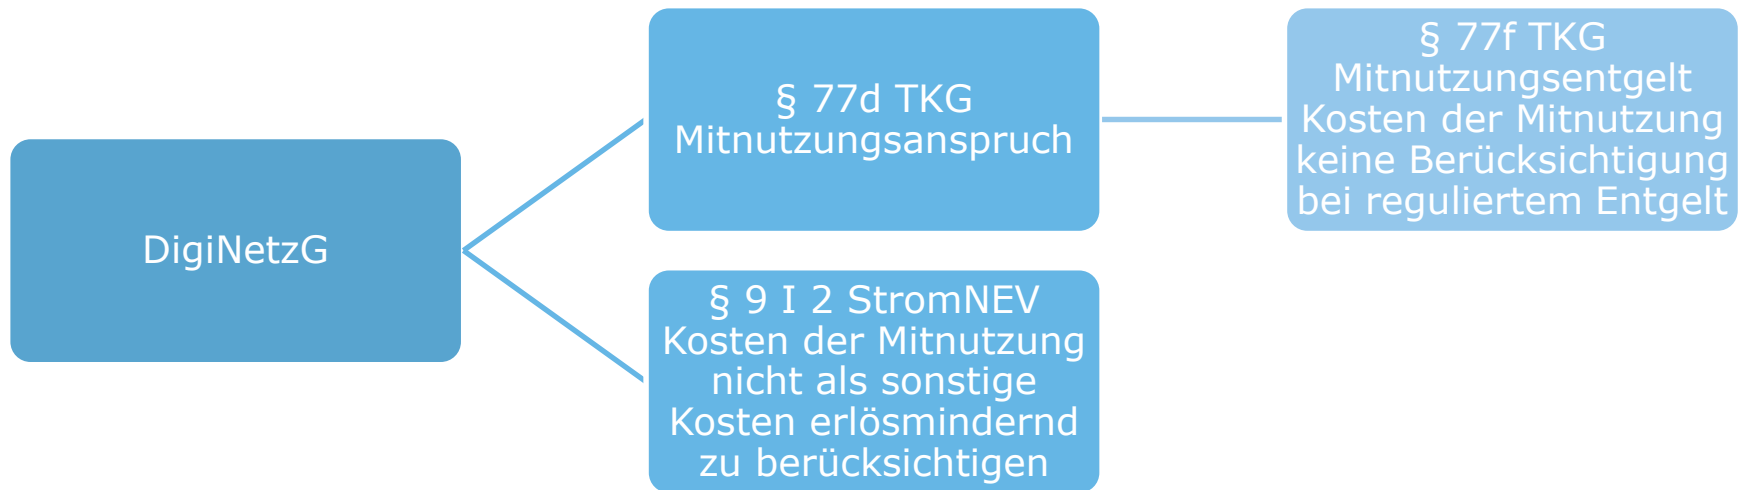 DigiNetzG
§ 77d TKG
Mitnutzungsanspruch
§ 77f TKG
Mitnutzungsentgelt
Kosten der Mitnutzung
keine Berücksichtigung
bei reguliertem Entgelt
§ 9 I 2 StromNEV
Kosten der Mitnutzung
nicht als sonstige
Kosten erlösmindernd
zu berücksichtigen